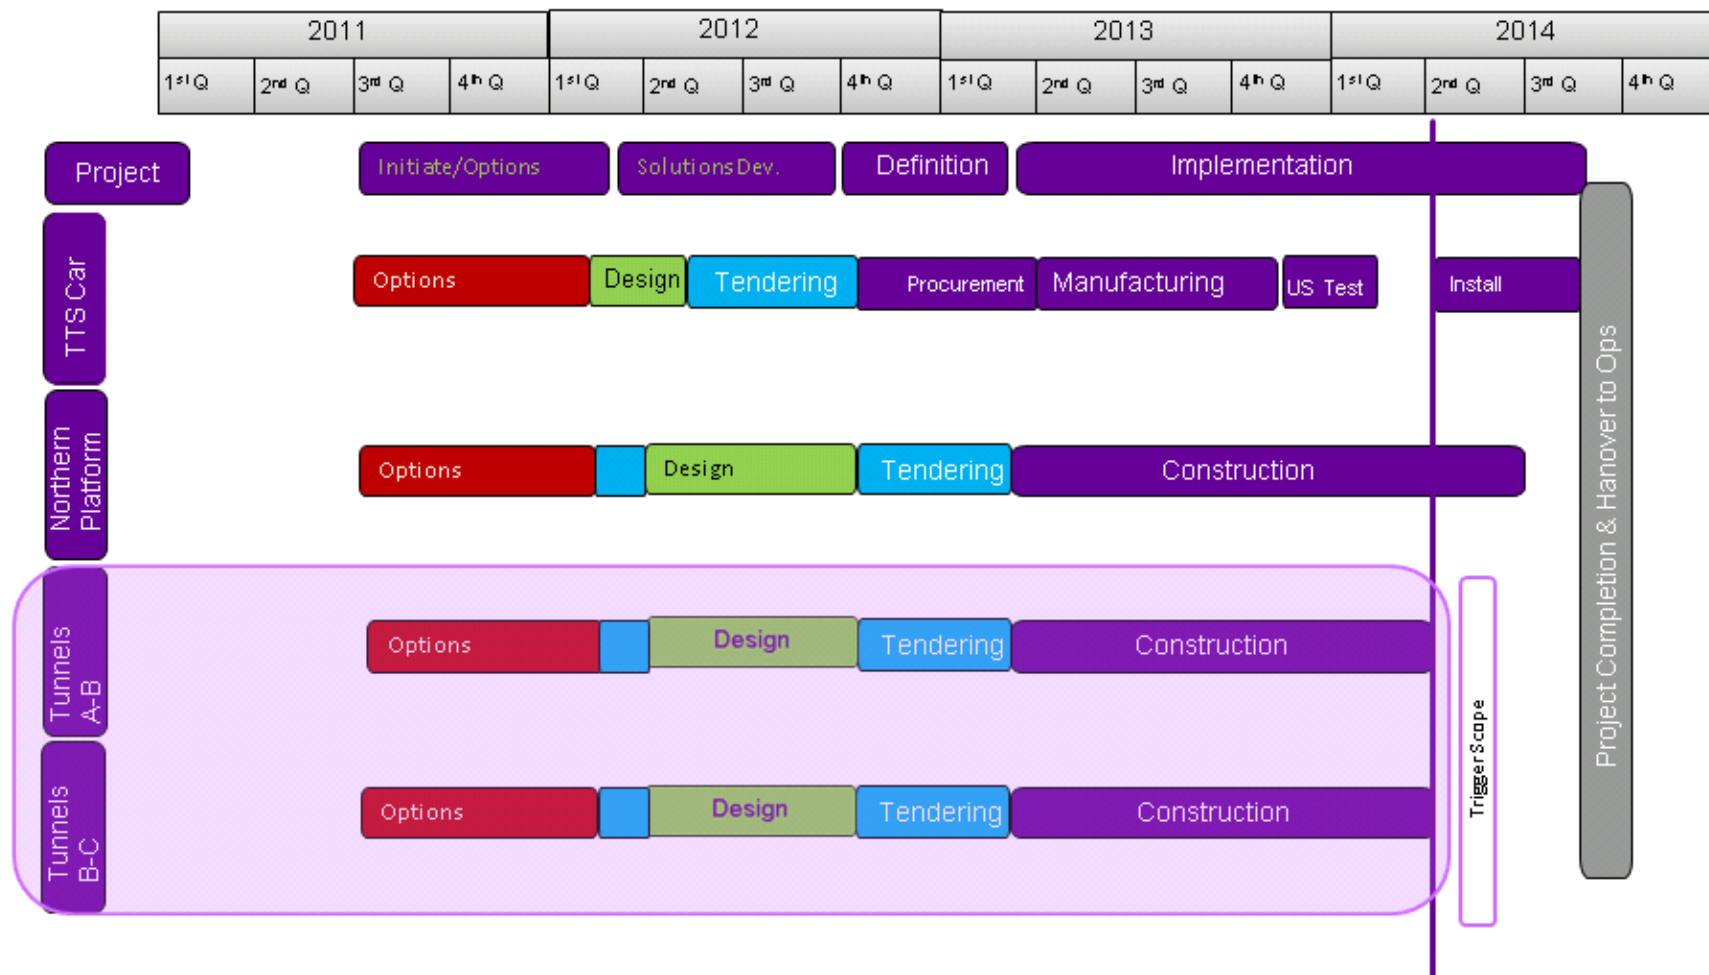 2011 2012 2013 2014
1st Q 2nd Q 3rd Q 4th Q 1st Q 2nd Q 3rd Q 4th Q 1st Q 2nd Q 3rd Q 4th Q 1st Q 2nd Q 3rd Q 4th Q
Project Initiate/Options Solutions Dev. Definition Implementation
TTS Car
Options Design Tendering Procurement Manufacturing US Test Install
Northern
Platform
Options Design Tendering Construction
Tunnels
A-B
Options Design Tendering Construction
Tunnels
B-C
Options Design Tendering Construction
Trigger Scope
Project Completion & Hanover to Ops